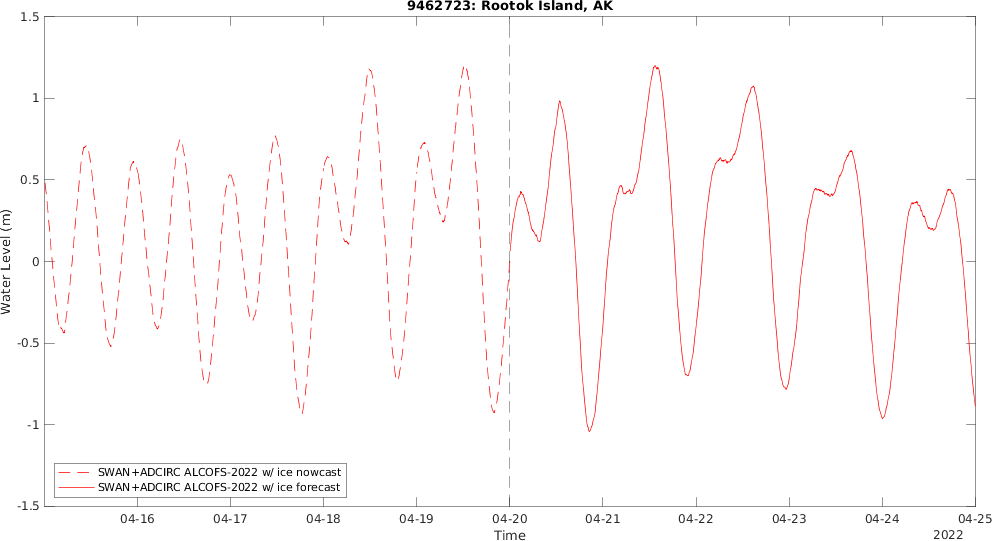 9462723: Rootok Island, AK
1.5
1
0.5
0
-0.5
-1
-1.5
Water Level (m)
SWAN+ADCIRC ALCOFS-2022 w/ ice nowcast
SWAN+ADCIRC ALCOFS-2022 w/ ice forecast
04-16 04-17 04-18 04-19 04-20 04-21 04-22 04-23 04-24 04-25
Time
2022